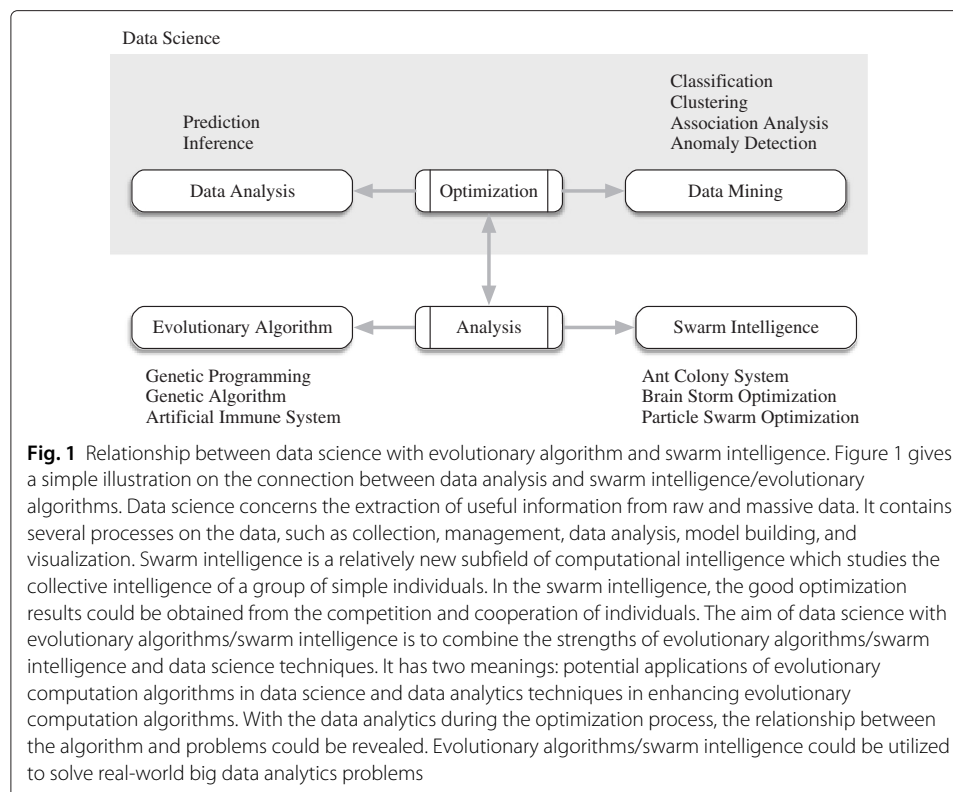 Data Science
Classification
Clustering
Association Analysis
Anomaly Detection
Prediction
Inference
Data Analysis
Optimization
Data Mining
Evolutionary Algorithm
Analysis
Swarm Intelligence
Genetic Programming
Genetic Algorithm
Artificial Immune System
Ant Colony System
Brain Storm Optimization
Particle Swarm Optimization
Fig. 1 Relationship between data science with evolutionary algorithm and swarm intelligence. Figure 1 gives
a simple illustration on the connection between data analysis and swarm intelligence/evolutionary
algorithms. Data science concerns the extraction of useful information from raw and massive data. It contains
several processes on the data, such as collection, management, data analysis, model building, and
visualization. Swarm intelligence is a relatively new subfield of computational intelligence which studies the
collective intelligence of a group of simple individuals. In the swarm intelligence, the good optimization
results could be obtained from the competition and cooperation of individuals. The aim of data science with
evolutionary algorithms/swarm intelligence is to combine the strengths of evolutionary algorithms/swarm
intelligence and data science techniques. It has two meanings: potential applications of evolutionary
computation algorithms in data science and data analytics techniques in enhancing evolutionary
computation algorithms. With the data analytics during the optimization process, the relationship between
the algorithm and problems could be revealed. Evolutionary algorithms/swarm intelligence could be utilized
to solve real-world big data analytics problems